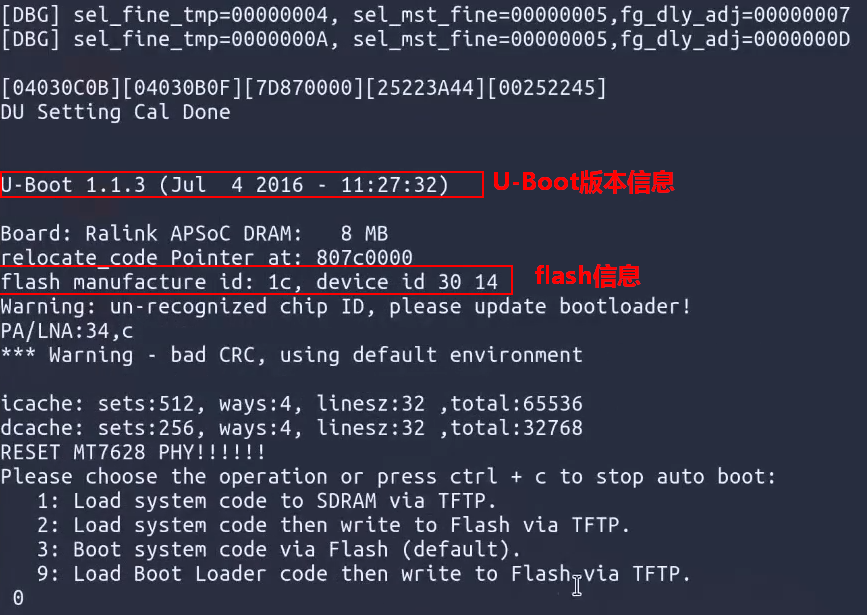 [DBG] sel_fine_tmp=00000004, sel_mst_fine=00000005,fg_dly_adj=00000007
[DBG] sel_fine_tmp=0000000A, sel_mst_fine=00000005,fg_dly_adj=0000000D
[04030C0B][04030B0F][7D870000][25223A44][00252245]
DU Setting Cal Done
U-Boot 1.1.3 (Jul  4 2016 - 11:27:32) U-Boot版本信息
Board: Ralink APSoC DRAM:   8 MB
relocate_code Pointer at: 807c0000
flash manufacture id: 1c, device id 30 14 flash信息
Warning: un-recognized chip ID, please update bootloader!
PA/LNA:34,c
*** Warning - bad CRC, using default environment
icache: sets:512, ways:4, linesz:32 ,total:65536
dcache: sets:256, ways:4, linesz:32 ,total:32768
RESET MT7628 PHY!!!!!!
Please choose the operation or press ctrl + c to stop auto boot:
1: Load system code to SDRAM via TFTP.
2: Load system code then write to Flash via TFTP.
3: Boot system code via Flash (default).
9: Load Boot Loader code then write to Flash via TFTP.
0